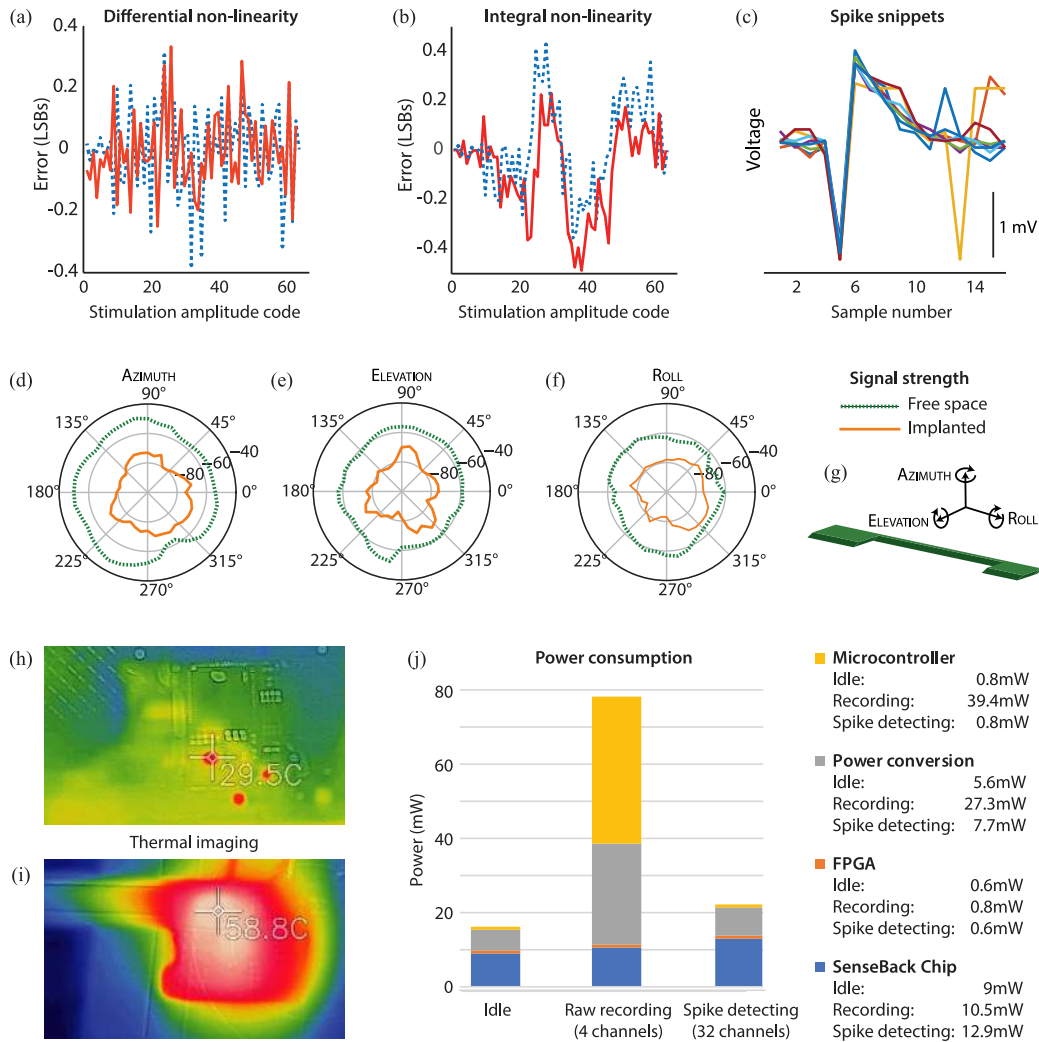 (a) Differential non-linearity
0.4
0.2
0
-0.2
-0.4
Error (LSBs)
0 20 40 60
Stimulation amplitude code
(b) Integral non-linearity
0.4
0.2
0
-0.2
-0.4
Error (LSBs)
0 20 40 60
Stimulation amplitude code
(c) Spike snippets
Voltage
1 mV
2 6 8 14
Sample number
(d) AZIMUTH
90°
135° 45°
-40
-60
-80
180° 0°
225° 315°
270°
(e) ELEVATION
90°
135° 45°
-40
-60
-80
180° 0°
225° 315°
270°
(f) ROLL
90°
135° 45°
-40
-60
-80
180° 0°
225° 315°
270°
Signal strength
Free space
Implanted
(g)
AZIMUTH
ELEVATION
ROLL
(h)
29.5C
Thermal imaging
(i)
58.8C
(j) Power consumption
80
60
40
20
0
Power (mW)
Idle
Raw recording
(4 channels)
Spike detecting
(32 channels)
Microcontroller
Idle: 0.8mW
Recording: 39.4mW
Spike detecting: 0.8mW
Power conversion
Idle: 5.6mW
Recording: 27.3mW
Spike detecting: 7.7mW
FPGA
Idle: 0.6mW
Recording: 0.8mW
Spike detecting: 0.6mW
SenseBack Chip
Idle: 9mW
Recording: 10.5mW
Spike detecting: 12.9mW